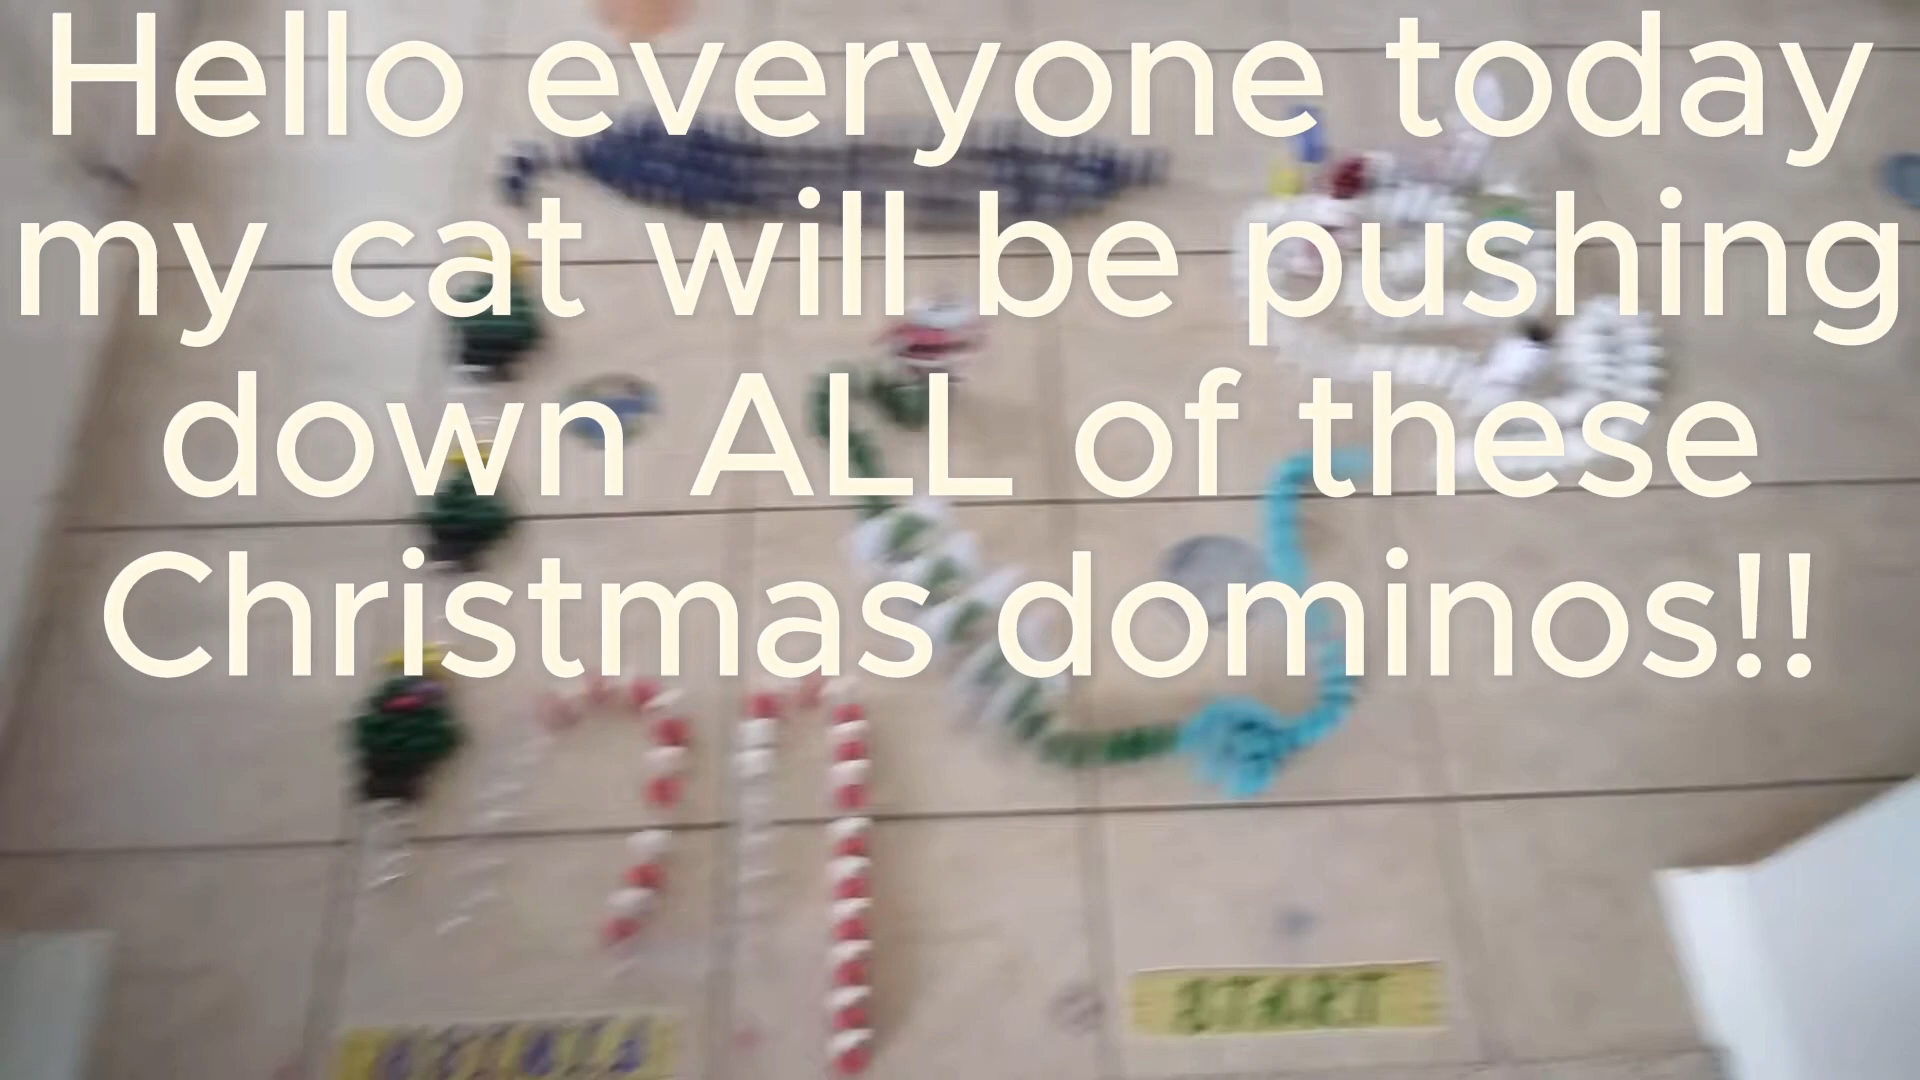 Hello everyone today
my cat will be pushing
down ALL of these
Christmas dominos!!
START